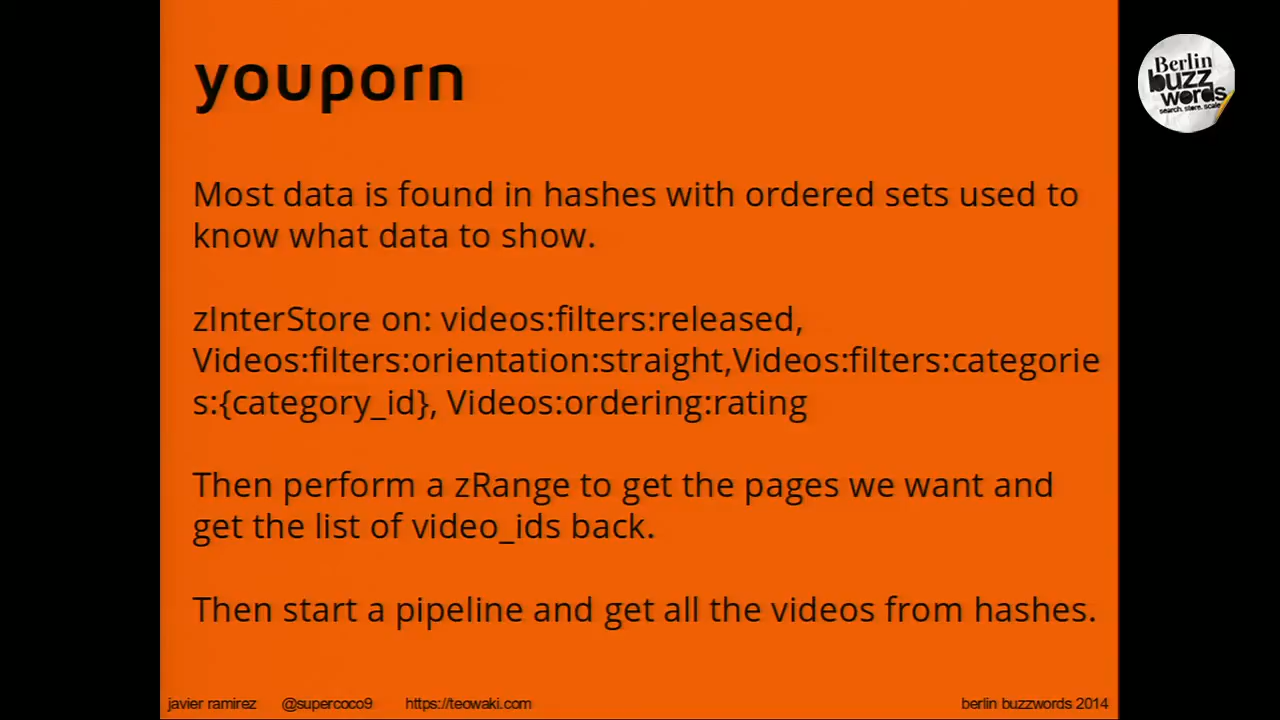 youporn
Berlin
buzz
words
search. store. scale
Most data is found in hashes with ordered sets used to
know what data to show.
zInterStore on: videos:filters:released,
Videos:filters:orientation:straight,Videos:filters:categorie
s:{category_id}, Videos:ordering:rating
Then perform a zRange to get the pages we want and
get the list of video_ids back.
Then start a pipeline and get all the videos from hashes.
javier ramirez @supercoco9 https://teowaki.com berlin buzzwords 2014